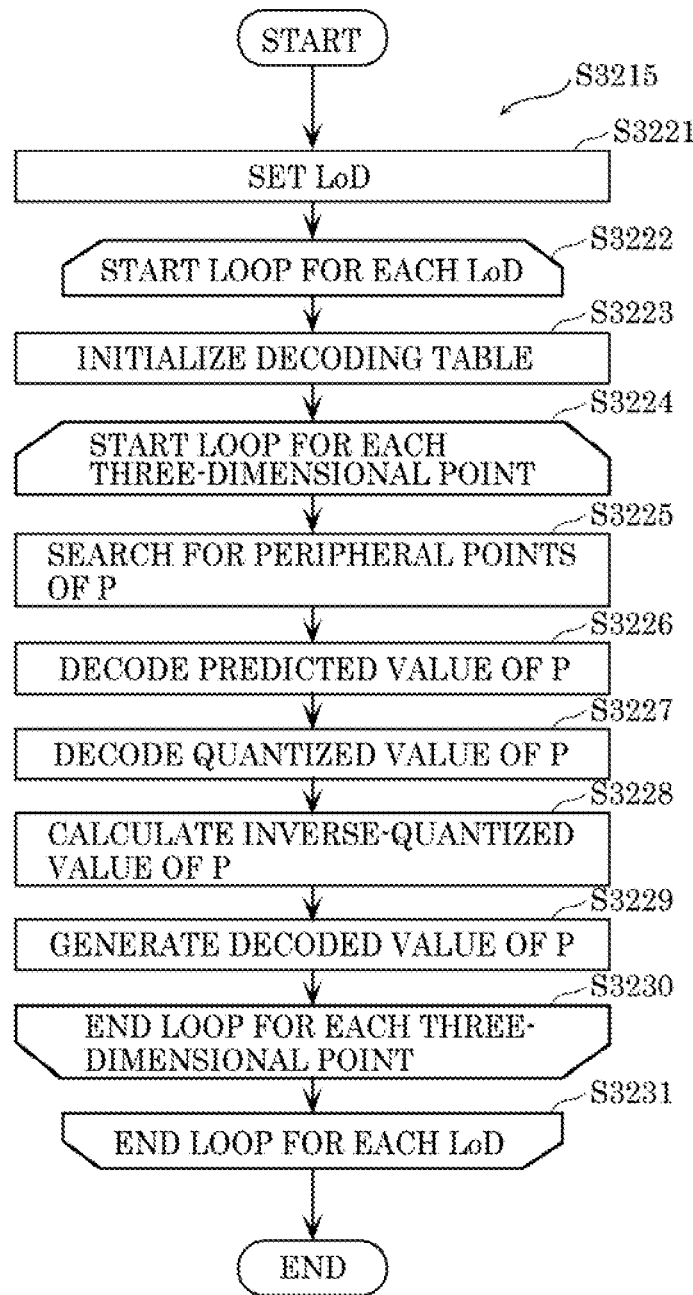 START
S3215
S3221
SET LoD
S3222
START LOOP FOR EACH LoD
S3223
INITIALIZE DECODING TABLE
S3224
START LOOP FOR EACH
THREE-DIMENSIONAL POINT
S3225
SEARCH FOR PERIPHERAL POINTS
OF P
S3226
DECODE PREDICTED VALUE OF P
S3227
DECODE QUANTIZED VALUE OF P
S3228
CALCULATE INVERSE-QUANTIZED
VALUE OF P
S3229
GENERATE DECODED VALUE OF P
S3230
END LOOP FOR EACH THREE-
DIMENSIONAL POINT
S3231
END LOOP FOR EACH LoD
END